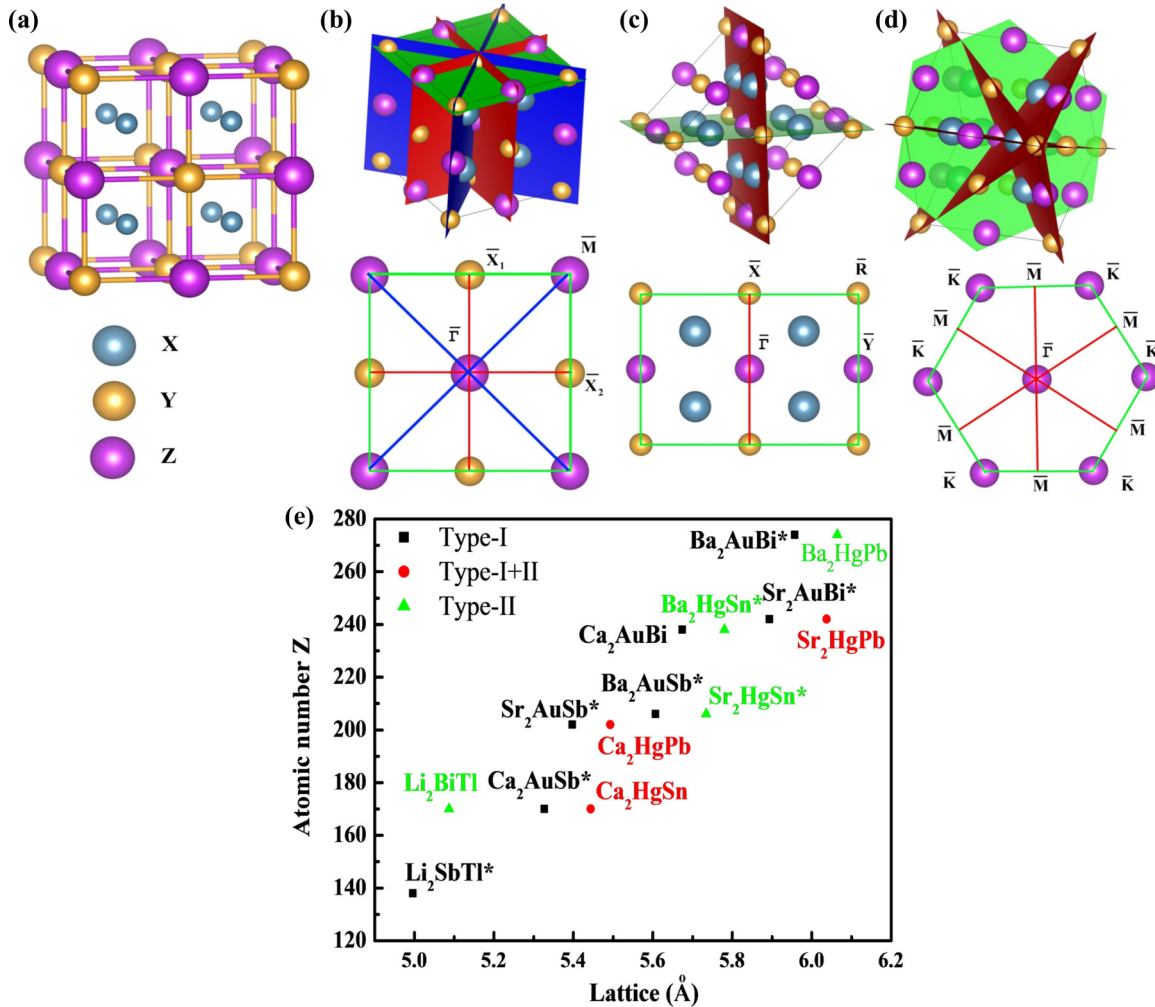 (a)
(b)
(c)
(d)
X
Y
Z
X̅₁
M̅
Γ̅
X̅₂
X̅
R̅
Γ̅
Y̅
K̅
M̅
K̅
M̅
M̅
K̅
Γ̅
K̅
M̅
M̅
K̅
M̅
K̅
(e)
Type-I
Type-I+II
Type-II
Ba₂AuBi*
Ba₂HgPb
Ba₂HgSn*
Sr₂AuBi*
Ca₂AuBi
Sr₂HgPb
Ba₂AuSb*
Sr₂AuSb*
Sr₂HgSn*
Ca₂HgPb
Li₂BiTl
Ca₂AuSb*
Ca₂HgSn
Li₂SbTl*
Atomic number Z
280
260
240
220
200
180
160
140
120
5.0 5.2 5.4 5.6 5.8 6.0 6.2
Lattice (Å)